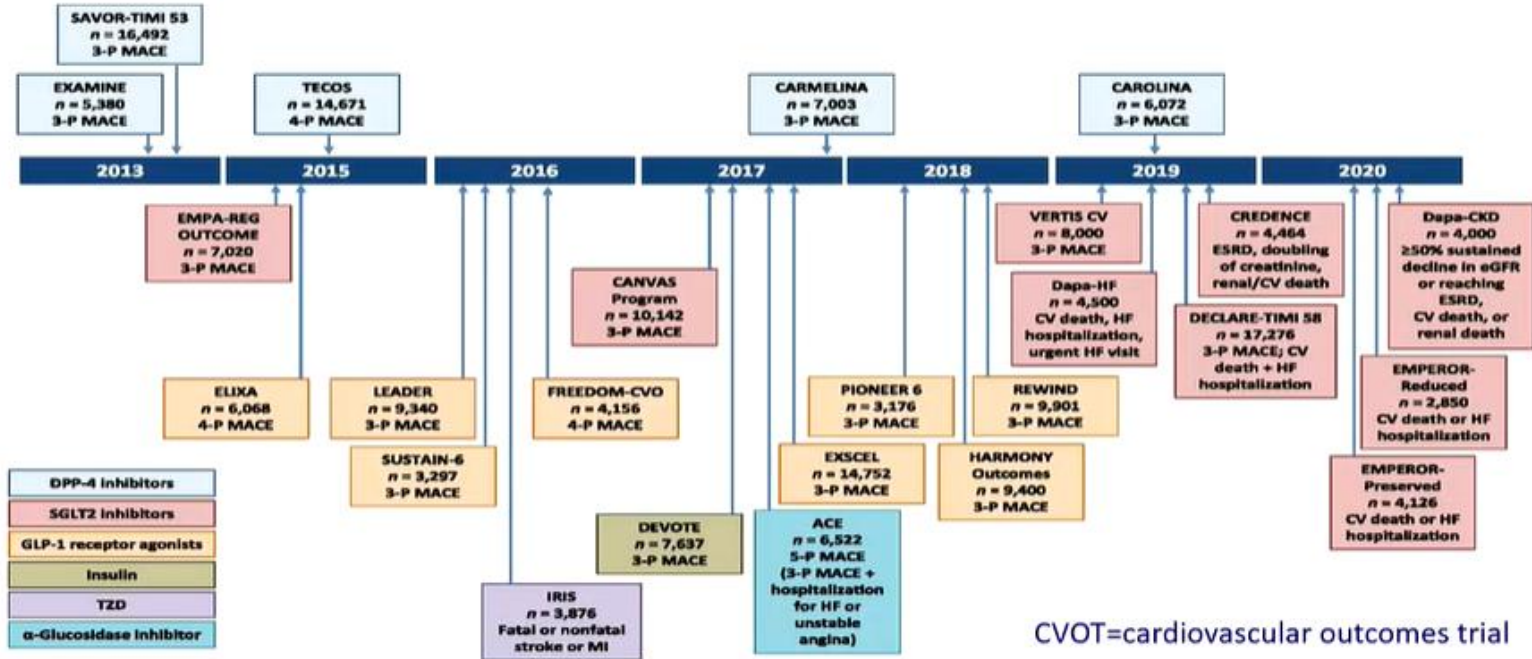 SAVOR-TIMI 53
n = 16,492
3-P MACE
EXAMINE
n = 5,380
3-P MACE
TECOS
n = 14,671
4-P MACE
CARMELINA
n = 7,003
3-P MACE
CAROLINA
n = 6,072
3-P MACE
2013
2015
2016
2017
2018
2019
2020
EMPA-REG
OUTCOME
n = 7,020
3-P MACE
CANVAS
Program
n = 10,142
3-P MACE
VERTIS CV
n = 8,000
3-P MACE
CREDENCE
n = 4,464
ESRD, doubling
of creatinine,
renal/CV death
Dapa-CKD
n = 4,000
≥50% sustained
decline in eGFR
or reaching
ESRD,
CV death, or
renal death
Dapa-HF
n = 4,500
CV death, HF
hospitalization,
urgent HF visit
DECLARE-TIMI 58
n = 17,276
3-P MACE; CV
death + HF
hospitalization
ELIXA
n = 6,068
4-P MACE
LEADER
n = 9,340
3-P MACE
FREEDOM-CVO
n = 4,156
4-P MACE
PIONEER 6
n = 3,176
3-P MACE
REWIND
n = 9,901
3-P MACE
EMPEROR-
Reduced
n = 2,850
CV death or HF
hospitalization
SUSTAIN-6
n = 3,297
3-P MACE
EXSCEL
n = 14,752
3-P MACE
HARMONY
Outcomes
n = 9,400
3-P MACE
EMPEROR-
Preserved
n = 4,126
CV death or HF
hospitalization
DEVOTE
n = 7,637
3-P MACE
ACE
n = 6,522
5-P MACE
(3-P MACE +
hospitalization
for HF or
unstable
angina)
IRIS
n = 3,876
Fatal or nonfatal
stroke or MI
DPP-4 inhibitors
SGLT2 inhibitors
GLP-1 receptor agonists
Insulin
TZD
α-Glucosidase inhibitor
CVOT=cardiovascular outcomes trial